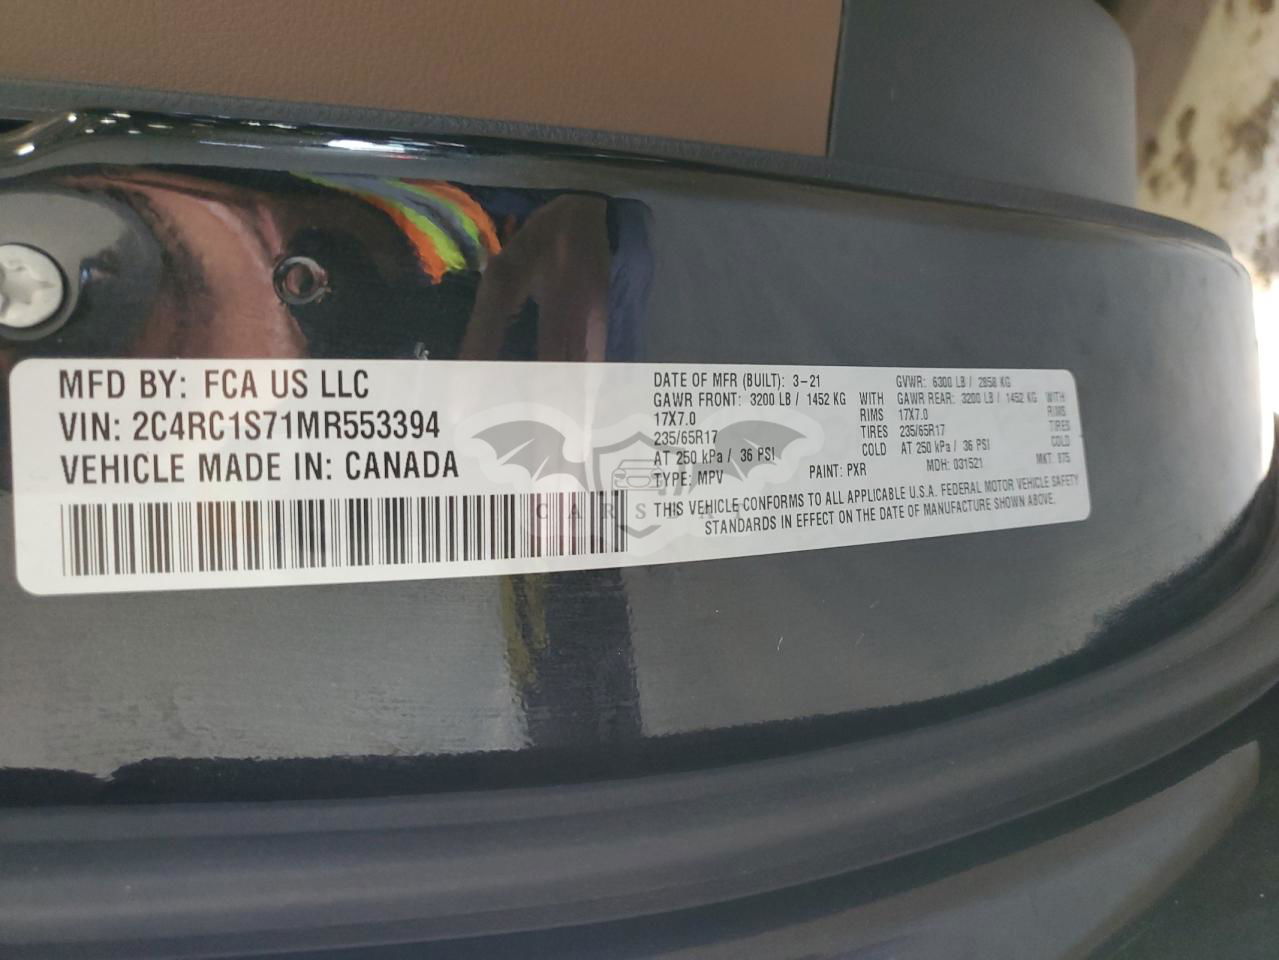 MFD BY: FCA US LLC
VIN: 2C4RC1S71MR553394
VEHICLE MADE IN: CANADA
DATE OF MFR (BUILT): 3-21 GVWR: 6300 LB / 2858 KG
GAWR FRONT: 3200 LB / 1452 KG WITH GAWR REAR: 3200 LB / 1452 KG WITH
17X7.0 RIMS 17X7.0 RIMS
235/65R17 TIRES 235/65R17 TIRES
AT 250 kPa / 36 PSI COLD AT 250 kPa / 36 PSI COLD
TYPE: MPV PAINT: PXR MDH: 031521 MKT: 875
THIS VEHICLE CONFORMS TO ALL APPLICABLE U.S.A. FEDERAL MOTOR VEHICLE SAFETY
STANDARDS IN EFFECT ON THE DATE OF MANUFACTURE SHOWN ABOVE.